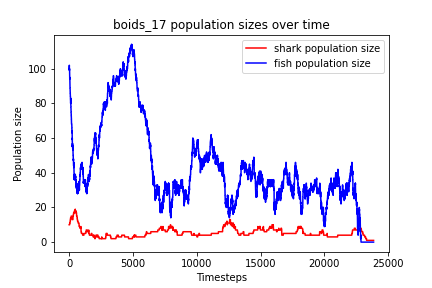 boids_17 population sizes over time
shark population size
fish population size
Population size
100
80
60
40
20
0
0
5000
10000
15000
20000
25000
Timesteps